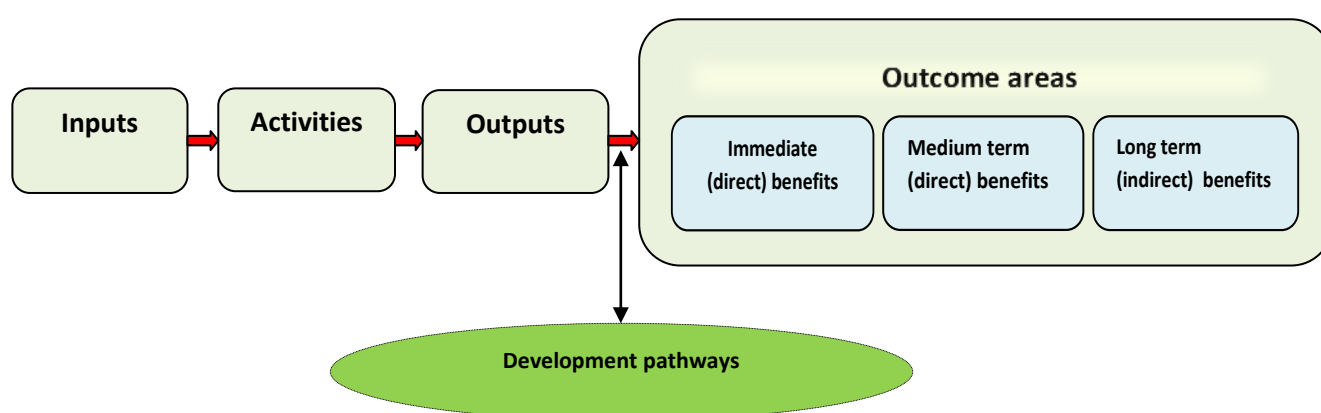 Outcome areas
Inputs
Activities
Outputs
Immediate
(direct) benefits
Medium term
(direct) benefits
Long term
(indirect) benefits
Development pathways